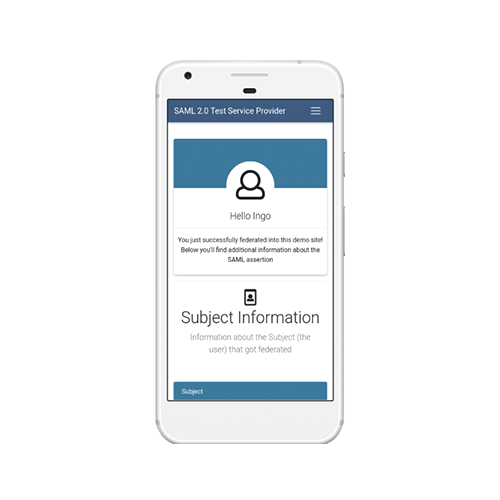 SAML 2.0 Test Service Provider
Hello Ingo
You just successfully federated into this demo site!
Below you'll find additional information about the
SAML assertion
Subject Information
Information about the Subject (the
user) that got federated
Subject